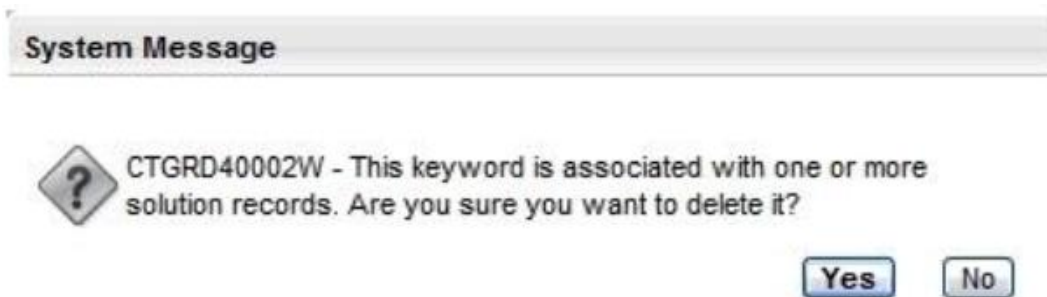 System Message
CTGRD40002W - This keyword is associated with one or more
solution records. Are you sure you want to delete it?
Yes No